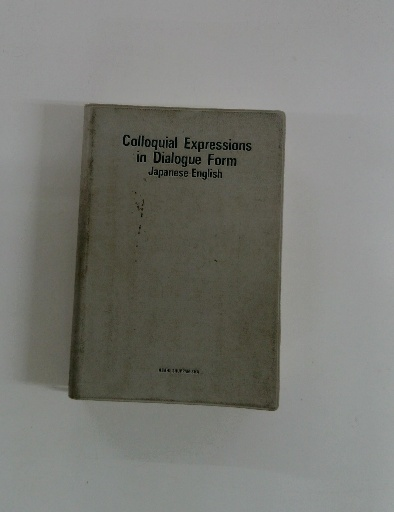 Colloquial Expressions
in Dialogue Form
Japanese English